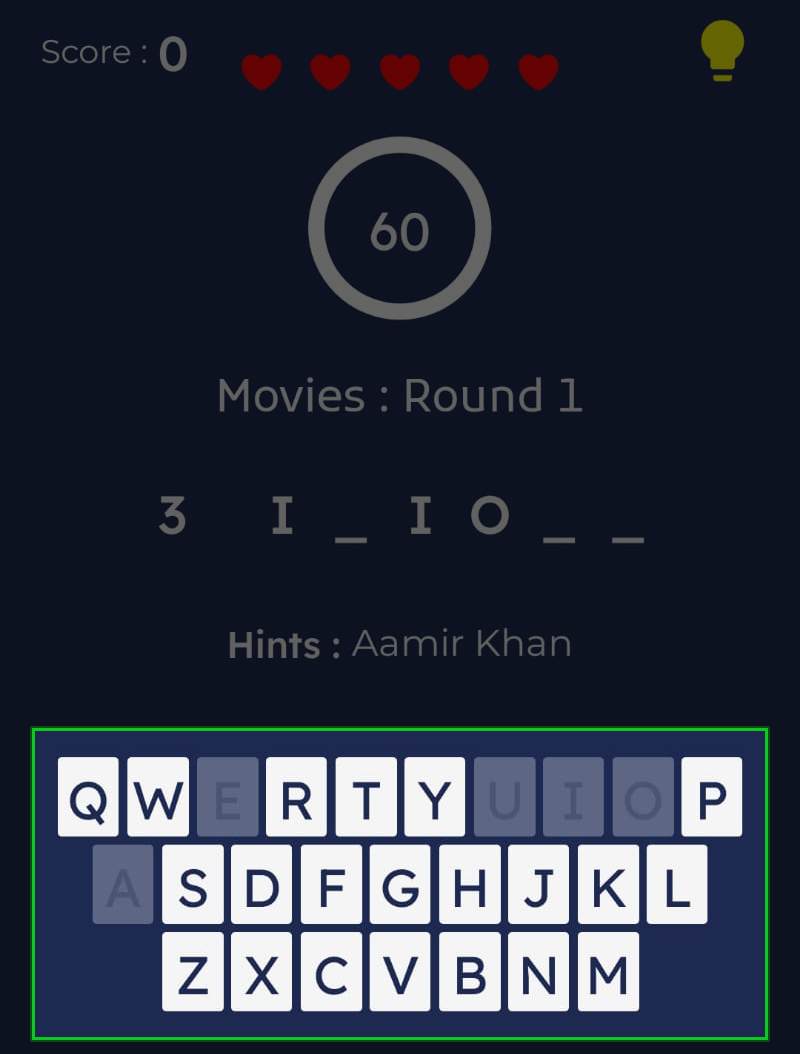 Score : 0
60
Movies : Round 1
3 I _ I O _ _
Hints : Aamir Khan
Q W E R T Y U I O P
A S D F G H J K L
Z X C V B N M